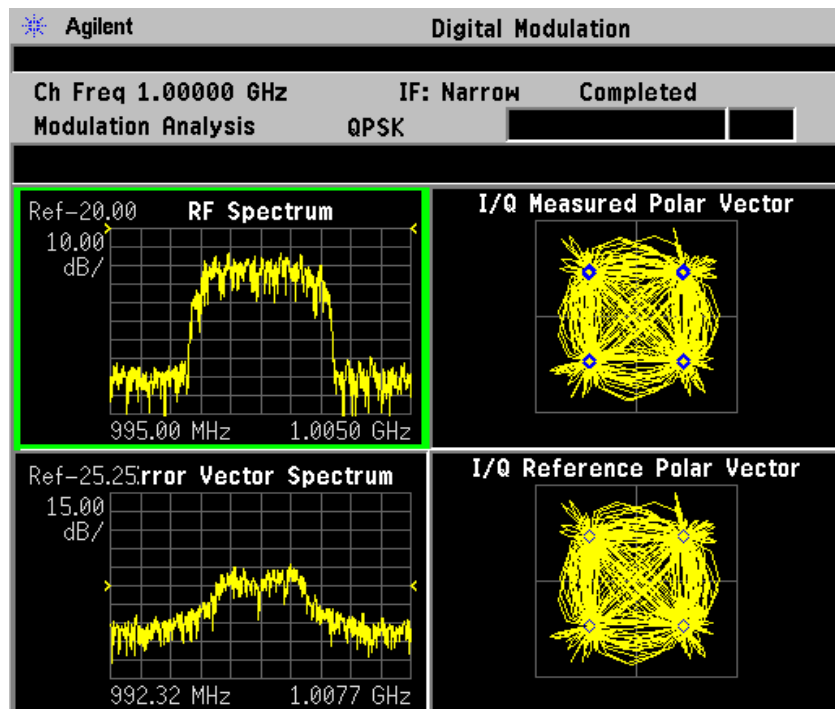 Agilent Digital Modulation
Ch Freq 1.00000 GHz IF: Narrow Completed
Modulation Analysis QPSK
Ref-20.00 RF Spectrum
10.00
dB/
995.00 MHz 1.0050 GHz
I/Q Measured Polar Vector
Ref-25.25 rror Vector Spectrum
15.00
dB/
992.32 MHz 1.0077 GHz
I/Q Reference Polar Vector